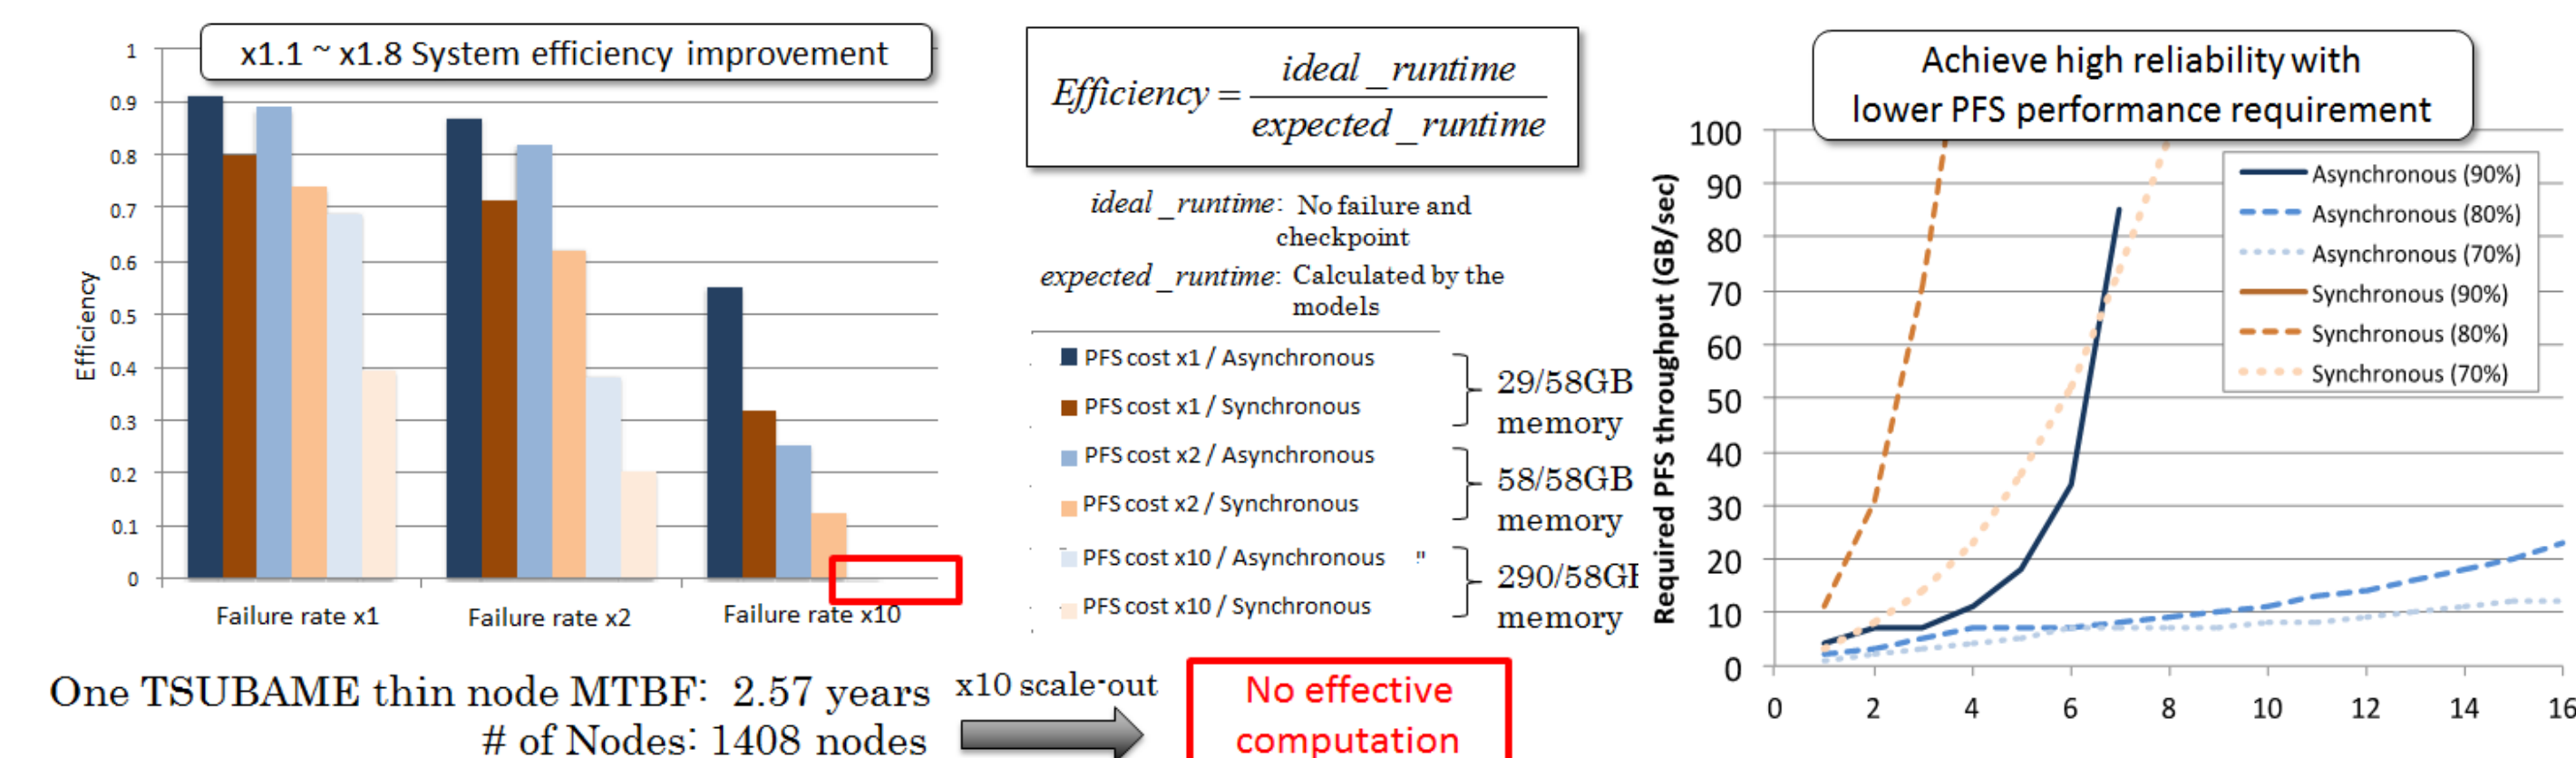 x1.1 ~ x1.8 System efficiency improvement
1
0.9
0.8
0.7
0.6
0.5
0.4
0.3
0.2
0.1
0
Efficiency
Failure rate x1
Failure rate x2
Failure rate x10
One TSUBAME thin node MTBF: 2.57 years
# of Nodes: 1408 nodes
x10 scale-out
No effective
computation
Efficiency = ideal_runtime / expected_runtime
ideal_runtime: No failure and
checkpoint
expected_runtime: Calculated by the
models
PFS cost x1 / Asynchronous
PFS cost x1 / Synchronous
PFS cost x2 / Asynchronous
PFS cost x2 / Synchronous
PFS cost x10 / Asynchronous
PFS cost x10 / Synchronous
29/58GB
memory
58/58GB
memory
290/58GB
memory
Achieve high reliability with
lower PFS performance requirement
Required PFS throughput (GB/sec)
100
90
80
70
60
50
40
30
20
10
0
0 2 4 6 8 10 12 14 16
Asynchronous (90%)
Asynchronous (80%)
Asynchronous (70%)
Synchronous (90%)
Synchronous (80%)
Synchronous (70%)